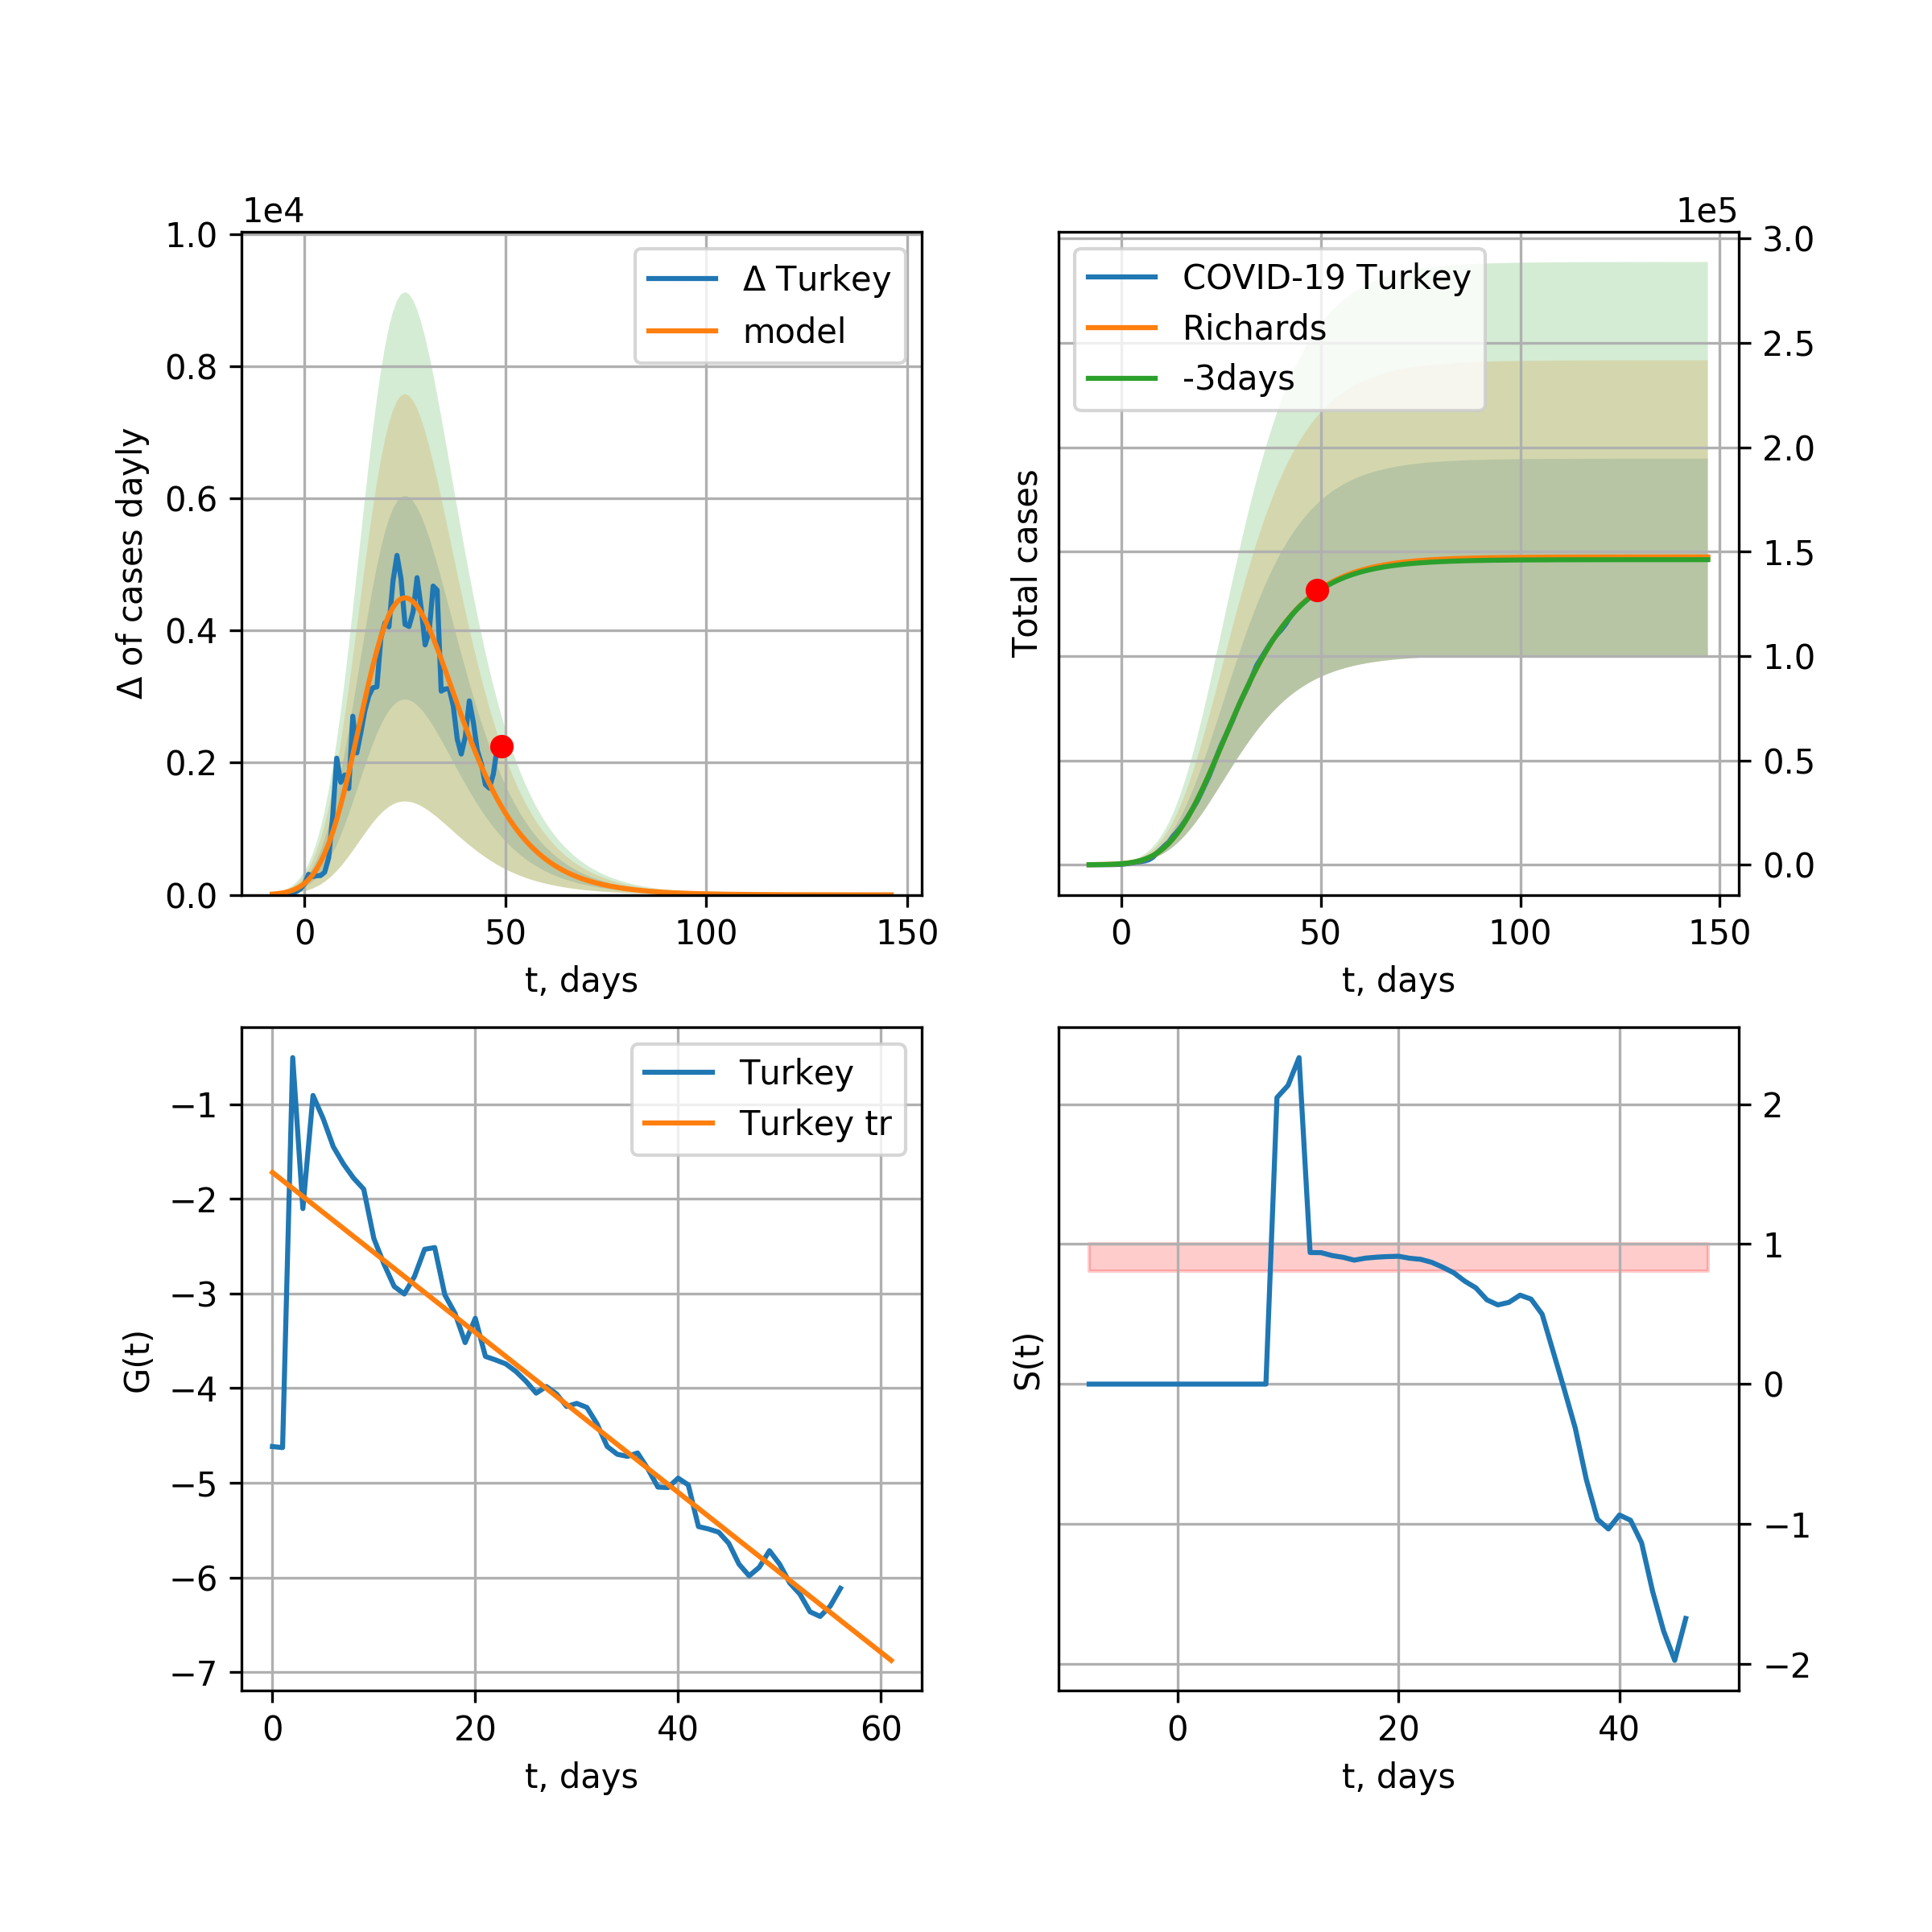 1e4
1.0
0.8
0.6
0.4
0.2
0.0
Δ of cases dayly
Δ Turkey
model
0 50 100 150
t, days
1e5
3.0
2.5
2.0
1.5
1.0
0.5
0.0
Total cases
COVID-19 Turkey
Richards
-3days
0 50 100 150
t, days
−1
−2
−3
−4
−5
−6
−7
G(t)
Turkey
Turkey tr
0 20 40 60
t, days
2
1
0
−1
−2
S(t)
0 20 40
t, days